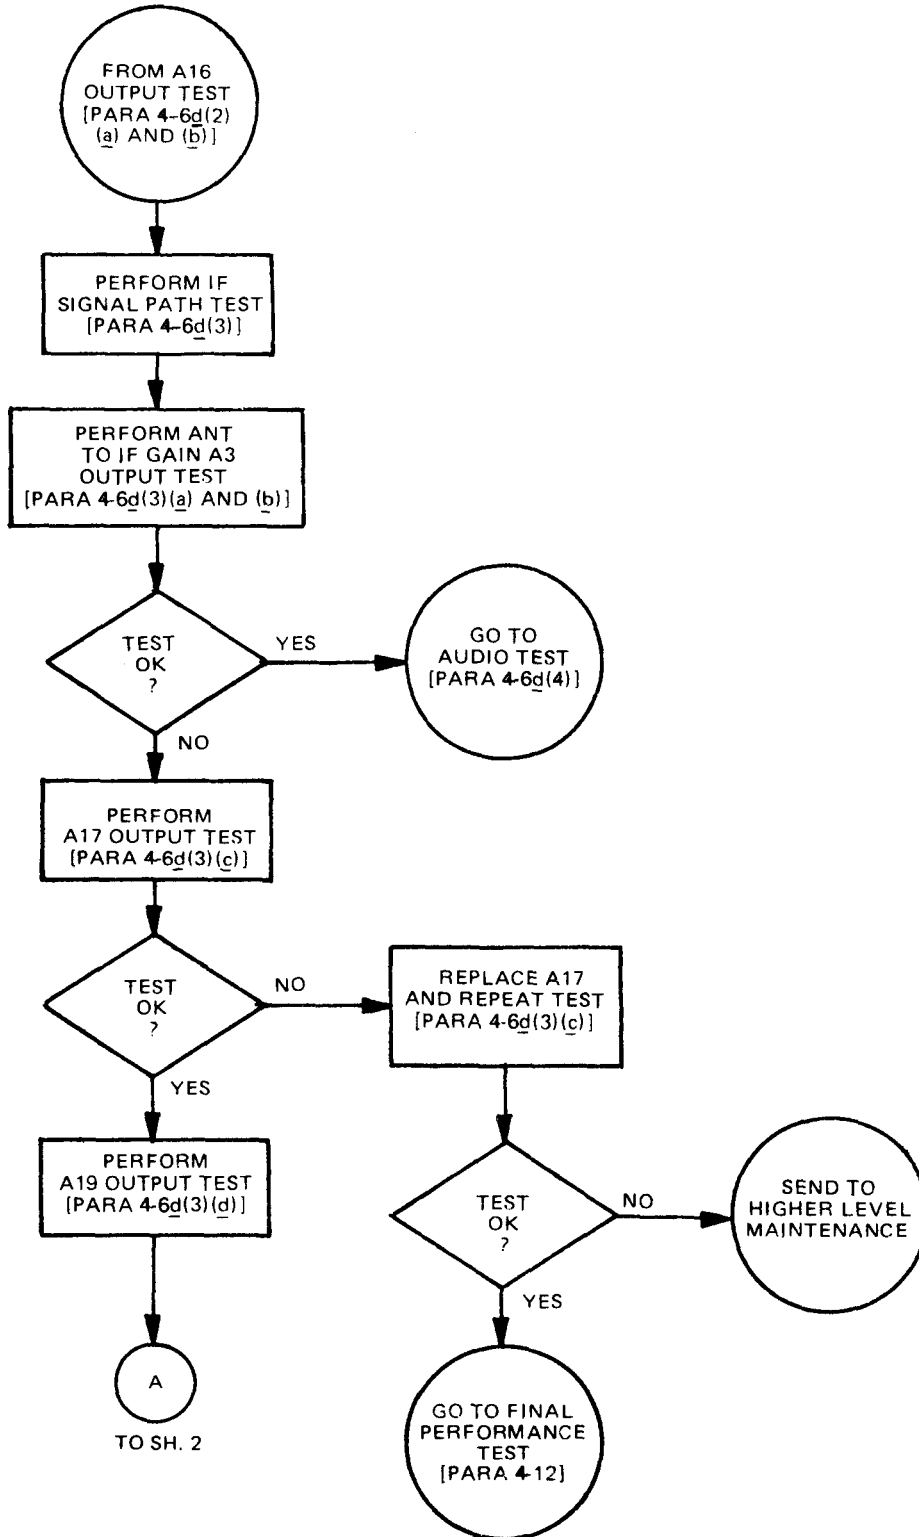 FROM A16
OUTPUT TEST
[PARA 4-6d(2)
(a) AND (b)]
PERFORM IF
SIGNAL PATH TEST
[PARA 4-6d(3)]
PERFORM ANT
TO IF GAIN A3
OUTPUT TEST
[PARA 4-6d(3)(a) AND (b)]
TEST
OK
?
YES
GO TO
AUDIO TEST
[PARA 4-6d(4)]
NO
PERFORM
A17 OUTPUT TEST
[PARA 4-6d(3)(c)]
TEST
OK
?
NO
REPLACE A17
AND REPEAT TEST
[PARA 4-6d(3)(c)]
YES
PERFORM
A19 OUTPUT TEST
[PARA 4-6d(3)(d)]
TEST
OK
?
NO
SEND TO
HIGHER LEVEL
MAINTENANCE
YES
A
TO SH. 2
GO TO FINAL
PERFORMANCE
TEST
[PARA 4-12]